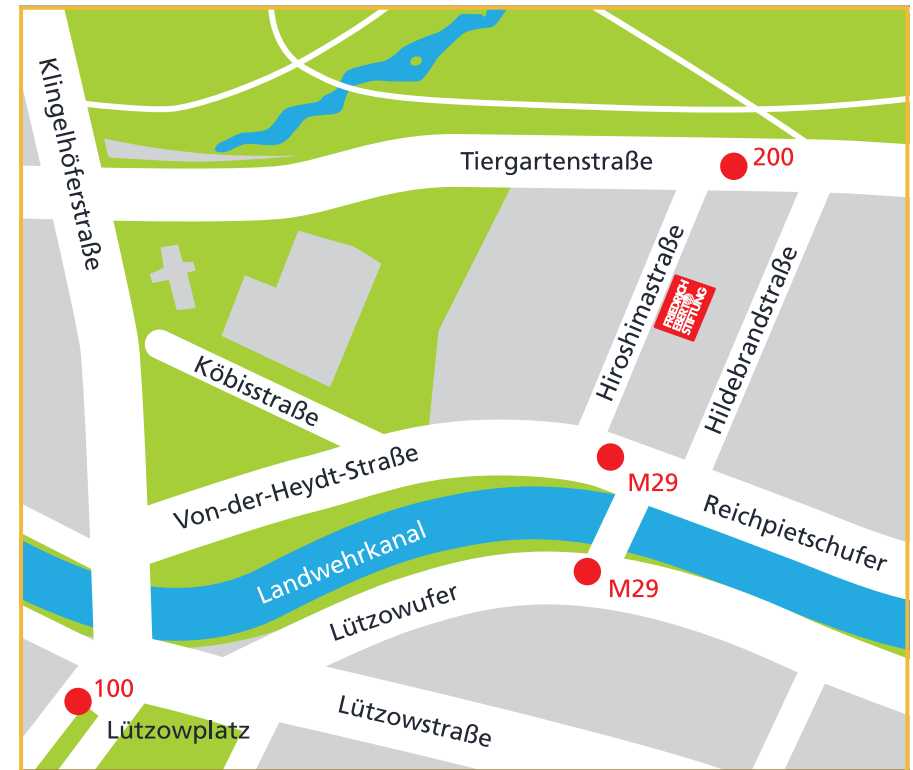 Klingelhöferstraße
Tiergartenstraße
200
Hiroshimastraße
FRIEDRICH
EBERT
STIFTUNG
Hildebrandstraße
Köbisstraße
Von-der-Heydt-Straße
M29
Reichpietschufer
Landwehrkanal
Lützowufer
M29
100
Lützowplatz
Lützowstraße